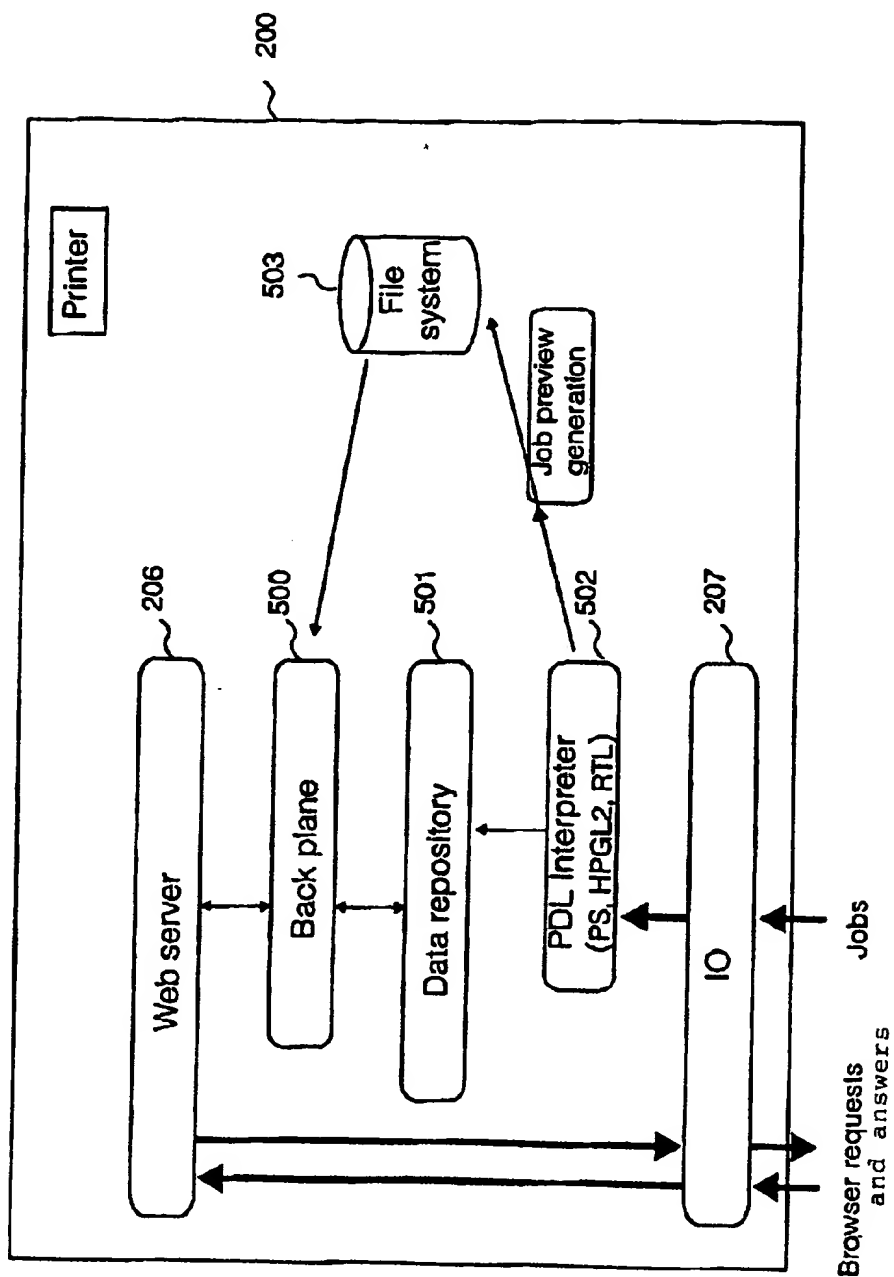 Printer
200
Web server
206
Back plane
500
Data repository
501
PDL Interpreter
(PS, HPGL2, RTL)
502
File
system
503
Job preview
generation
IO
207
Browser requests
and answers
Jobs